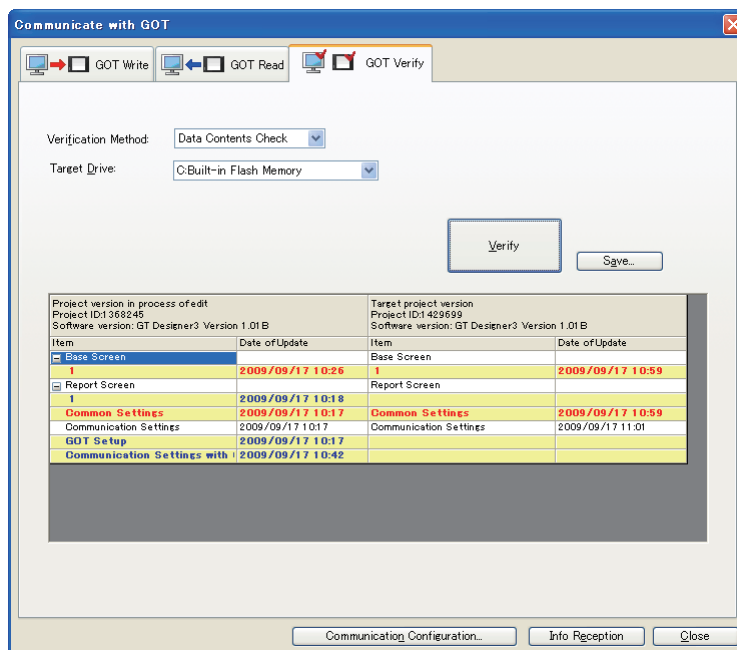 Communicate with GOT
GOT Write GOT Read GOT Verify
Verification Method: Data Contents Check
Target Drive: C:Built-in Flash Memory
Verify
Save...
Project version in process of edit Target project version
Project ID:1368245 Project ID:1429699
Software version: GT Designer3 Version 1.01B Software version: GT Designer3 Version 1.01B
Item Date of Update Item Date of Update
Base Screen Base Screen
1 2009/09/17 10:26 1 2009/09/17 10:59
Report Screen Report Screen
1 2009/09/17 10:18
Common Settings 2009/09/17 10:17 Common Settings 2009/09/17 10:59
Communication Settings 2009/09/17 10:17 Communication Settings 2009/09/17 11:01
GOT Setup 2009/09/17 10:17
Communication Settings with 2009/09/17 10:42
Communication Configuration... Info Reception Close